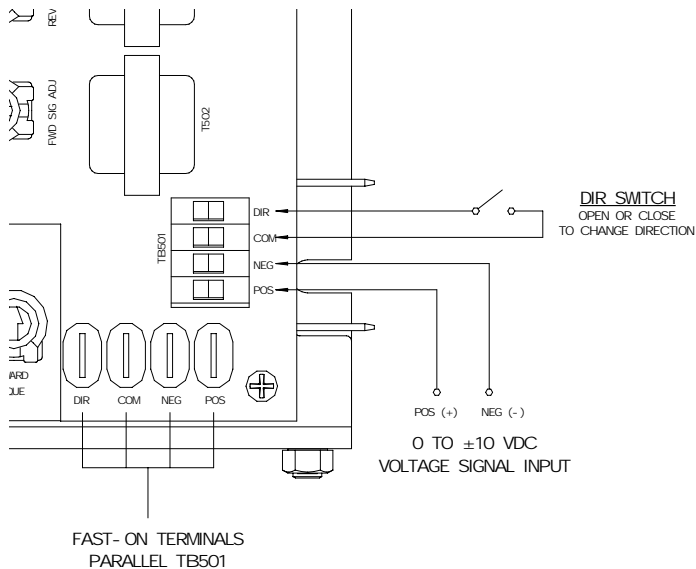 REV
FWD SIG ADJ
T502
TB501
DIR
COM
NEG
POS
DIR SWITCH
OPEN OR CLOSE
TO CHANGE DIRECTION
DIR COM NEG POS
POS (+) NEG (-)
0 TO ±10 VDC
VOLTAGE SIGNAL INPUT
FAST-ON TERMINALS
PARALLEL TB501